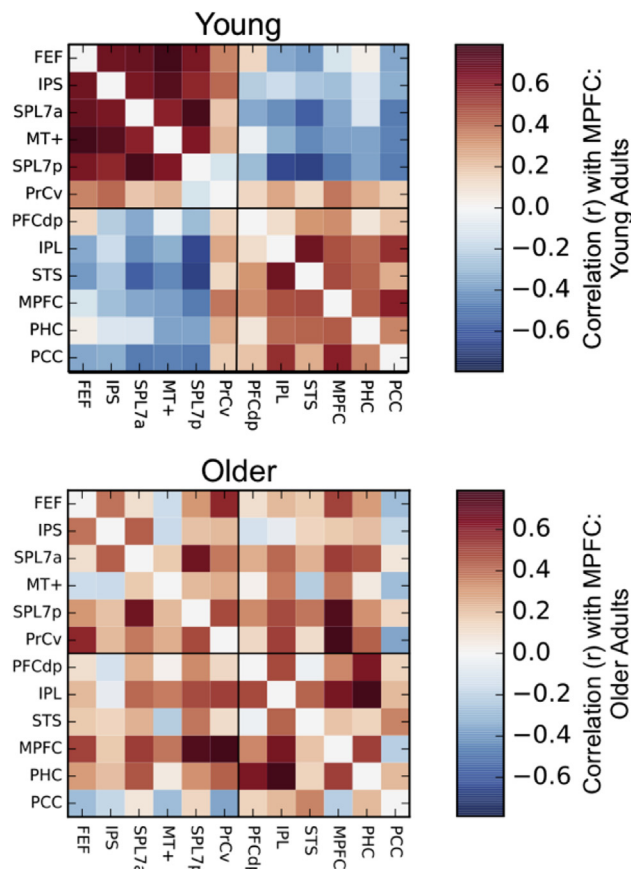 Young
FEF
IPS
SPL7a
MT+
SPL7p
PrCv
PFCdp
IPL
STS
MPFC
PHC
PCC
FEF
IPS
SPL7a
MT+
SPL7p
PrCv
PFCdp
IPL
STS
MPFC
PHC
PCC
0.6
0.4
0.2
0.0
−0.2
−0.4
−0.6
Correlation (r) with MPFC:
Young Adults
Older
FEF
IPS
SPL7a
MT+
SPL7p
PrCv
PFCdp
IPL
STS
MPFC
PHC
PCC
FEF
IPS
SPL7a
MT+
SPL7p
PrCv
PFCdp
IPL
STS
MPFC
PHC
PCC
0.6
0.4
0.2
0.0
−0.2
−0.4
−0.6
Correlation (r) with MPFC:
Older Adults